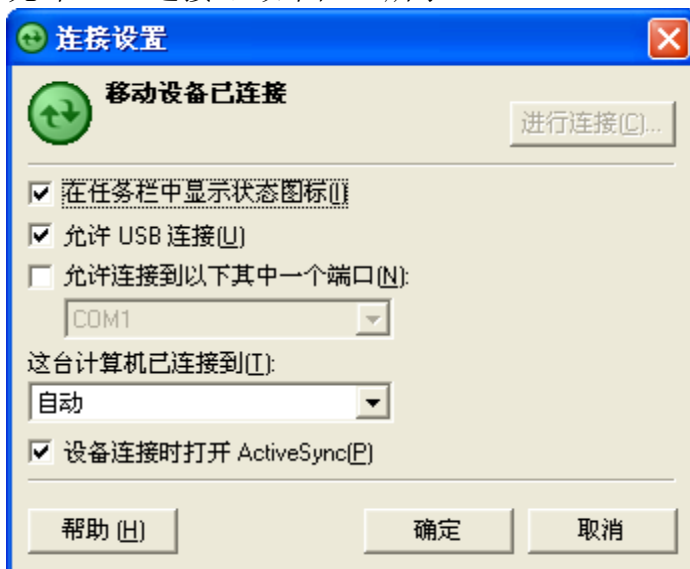 连接设置
移动设备已连接
进行连接(C)...
在任务栏中显示状态图标(I)
允许 USB 连接(U)
允许连接到以下其中一个端口(N):
COM1
这台计算机已连接到(T):
自动
设备连接时打开 ActiveSync(P)
帮助 (H)
确定
取消